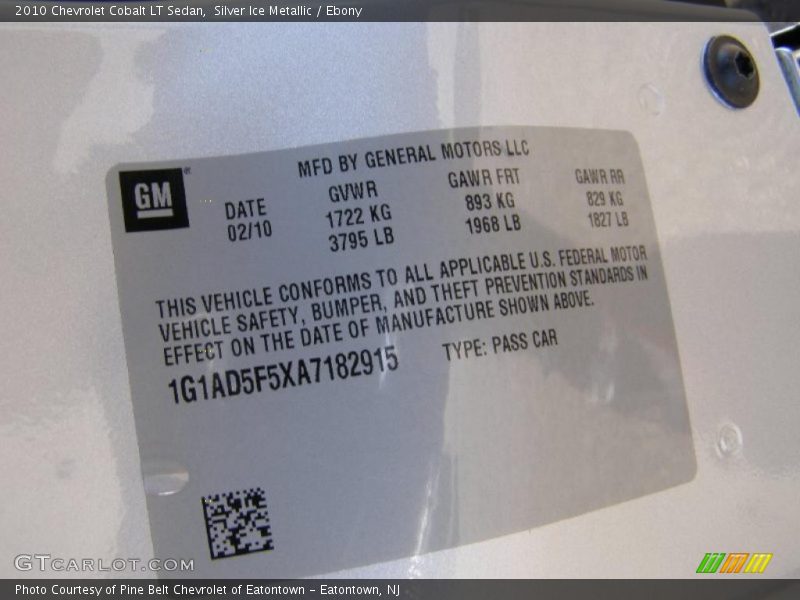 2010 Chevrolet Cobalt LT Sedan, Silver Ice Metallic / Ebony
GM®
MFD BY GENERAL MOTORS LLC
DATE GVWR GAWR FRT GAWR RR
02/10 1722 KG 893 KG 829 KG
3795 LB 1968 LB 1827 LB
THIS VEHICLE CONFORMS TO ALL APPLICABLE U.S. FEDERAL MOTOR
VEHICLE SAFETY, BUMPER, AND THEFT PREVENTION STANDARDS IN
EFFECT ON THE DATE OF MANUFACTURE SHOWN ABOVE.
1G1AD5F5XA7182915 TYPE: PASS CAR
GTCARLOT.COM
Photo Courtesy of Pine Belt Chevrolet of Eatontown – Eatontown, NJ